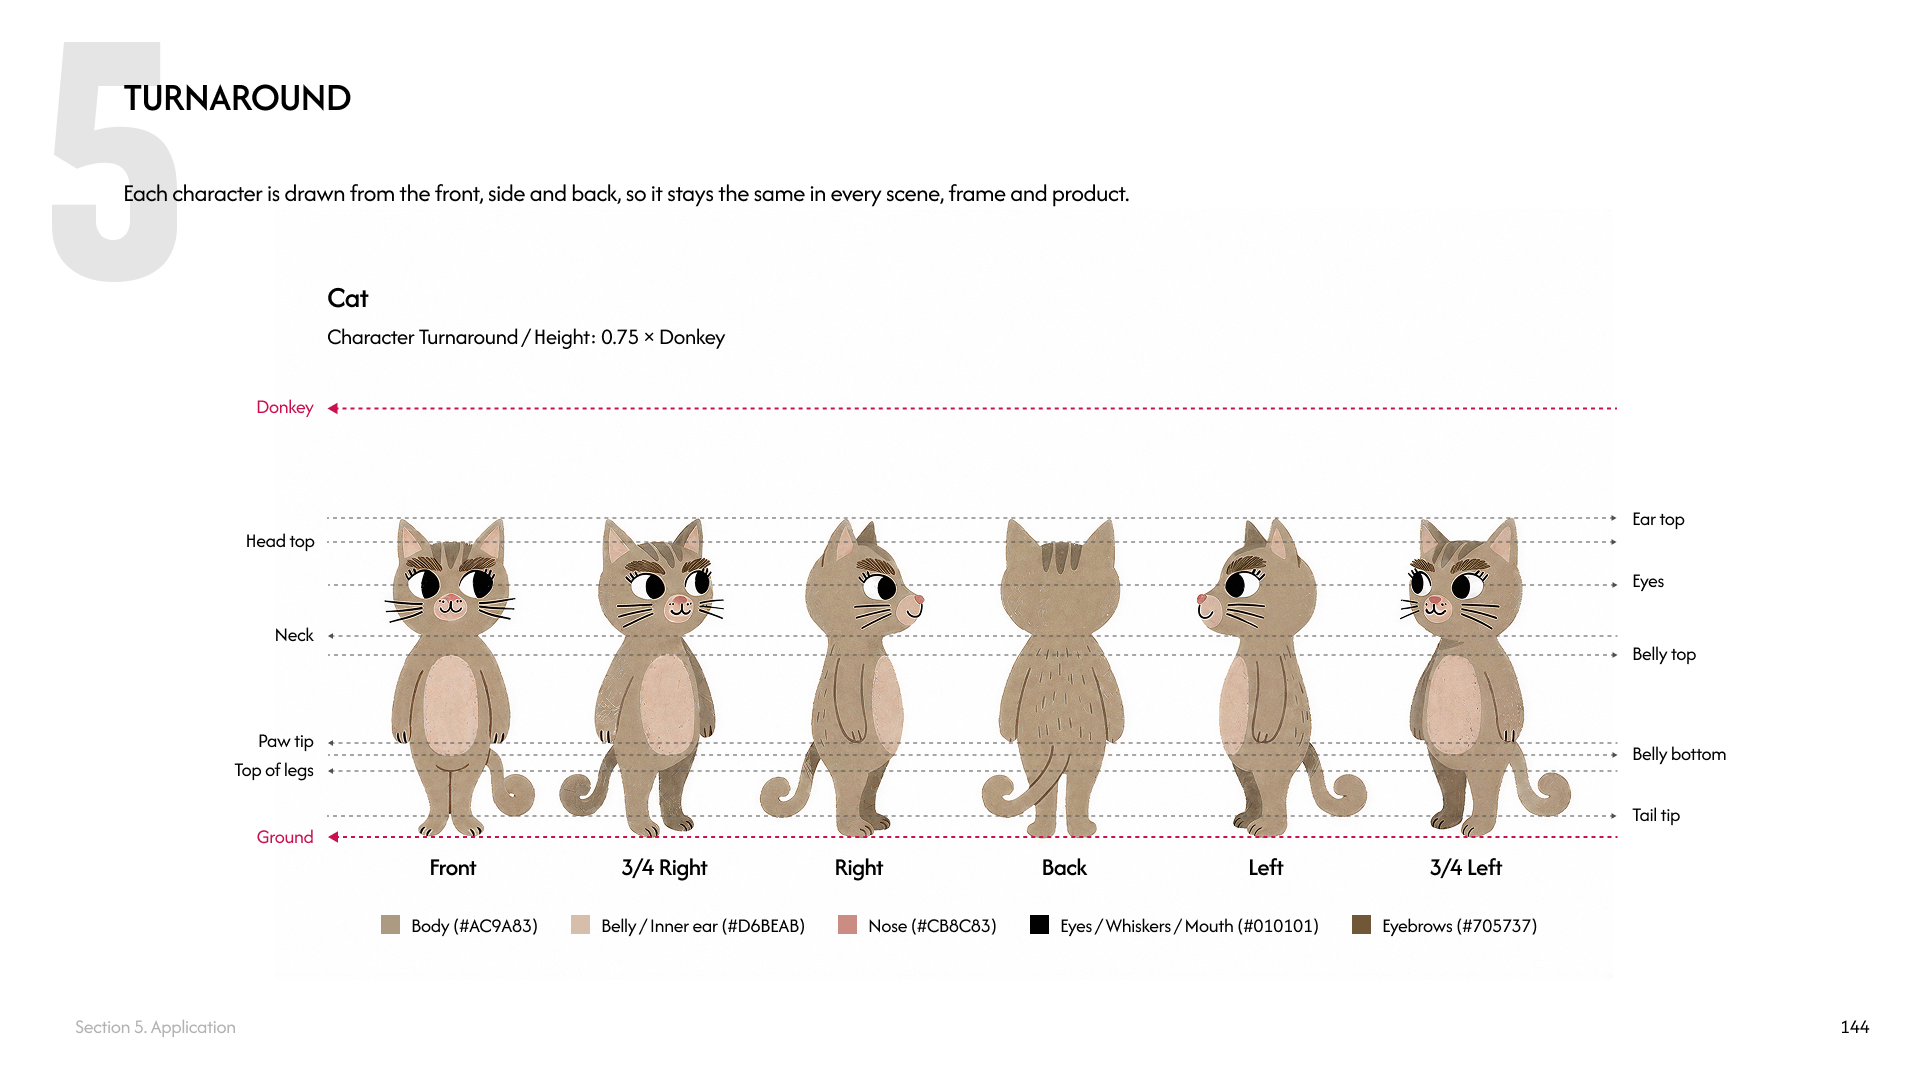 5
TURNAROUND
Each character is drawn from the front, side and back, so it stays the same in every scene, frame and product.
Cat
Character Turnaround / Height: 0.75 × Donkey
Donkey
Ear top
Head top
Eyes
Neck
Belly top
Paw tip
Belly bottom
Top of legs
Tail tip
Ground
Front
3/4 Right
Right
Back
Left
3/4 Left
Body (#AC9A83)
Belly / Inner ear (#D6BEAB)
Nose (#CB8C83)
Eyes / Whiskers / Mouth (#010101)
Eyebrows (#705737)
Section 5. Application
144